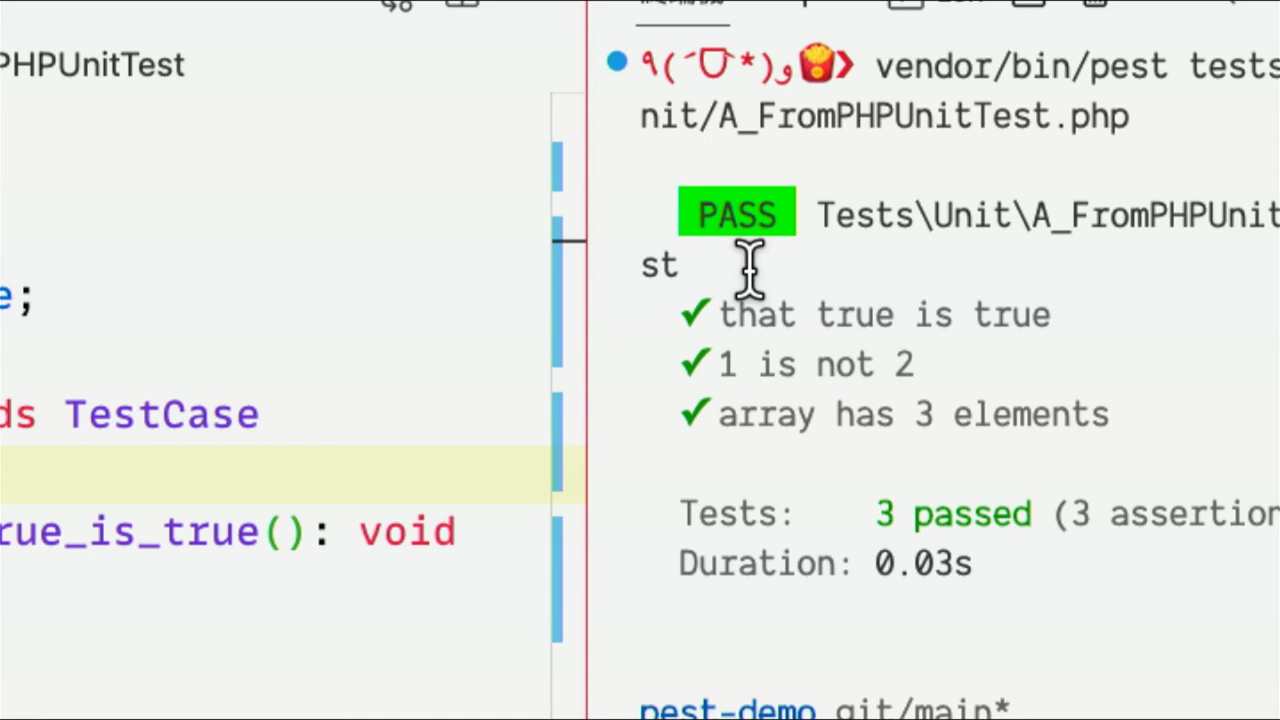 PHPUnitTest
e;
ds TestCase
rue_is_true(): void
٩(ˊᗜˋ*)و🍟❯ vendor/bin/pest tests
nit/A_FromPHPUnitTest.php
PASS Tests\Unit\A_FromPHPUnit
st
✓ that true is true
✓ 1 is not 2
✓ array has 3 elements
Tests: 3 passed (3 assertion
Duration: 0.03s
pest-demo git/main*